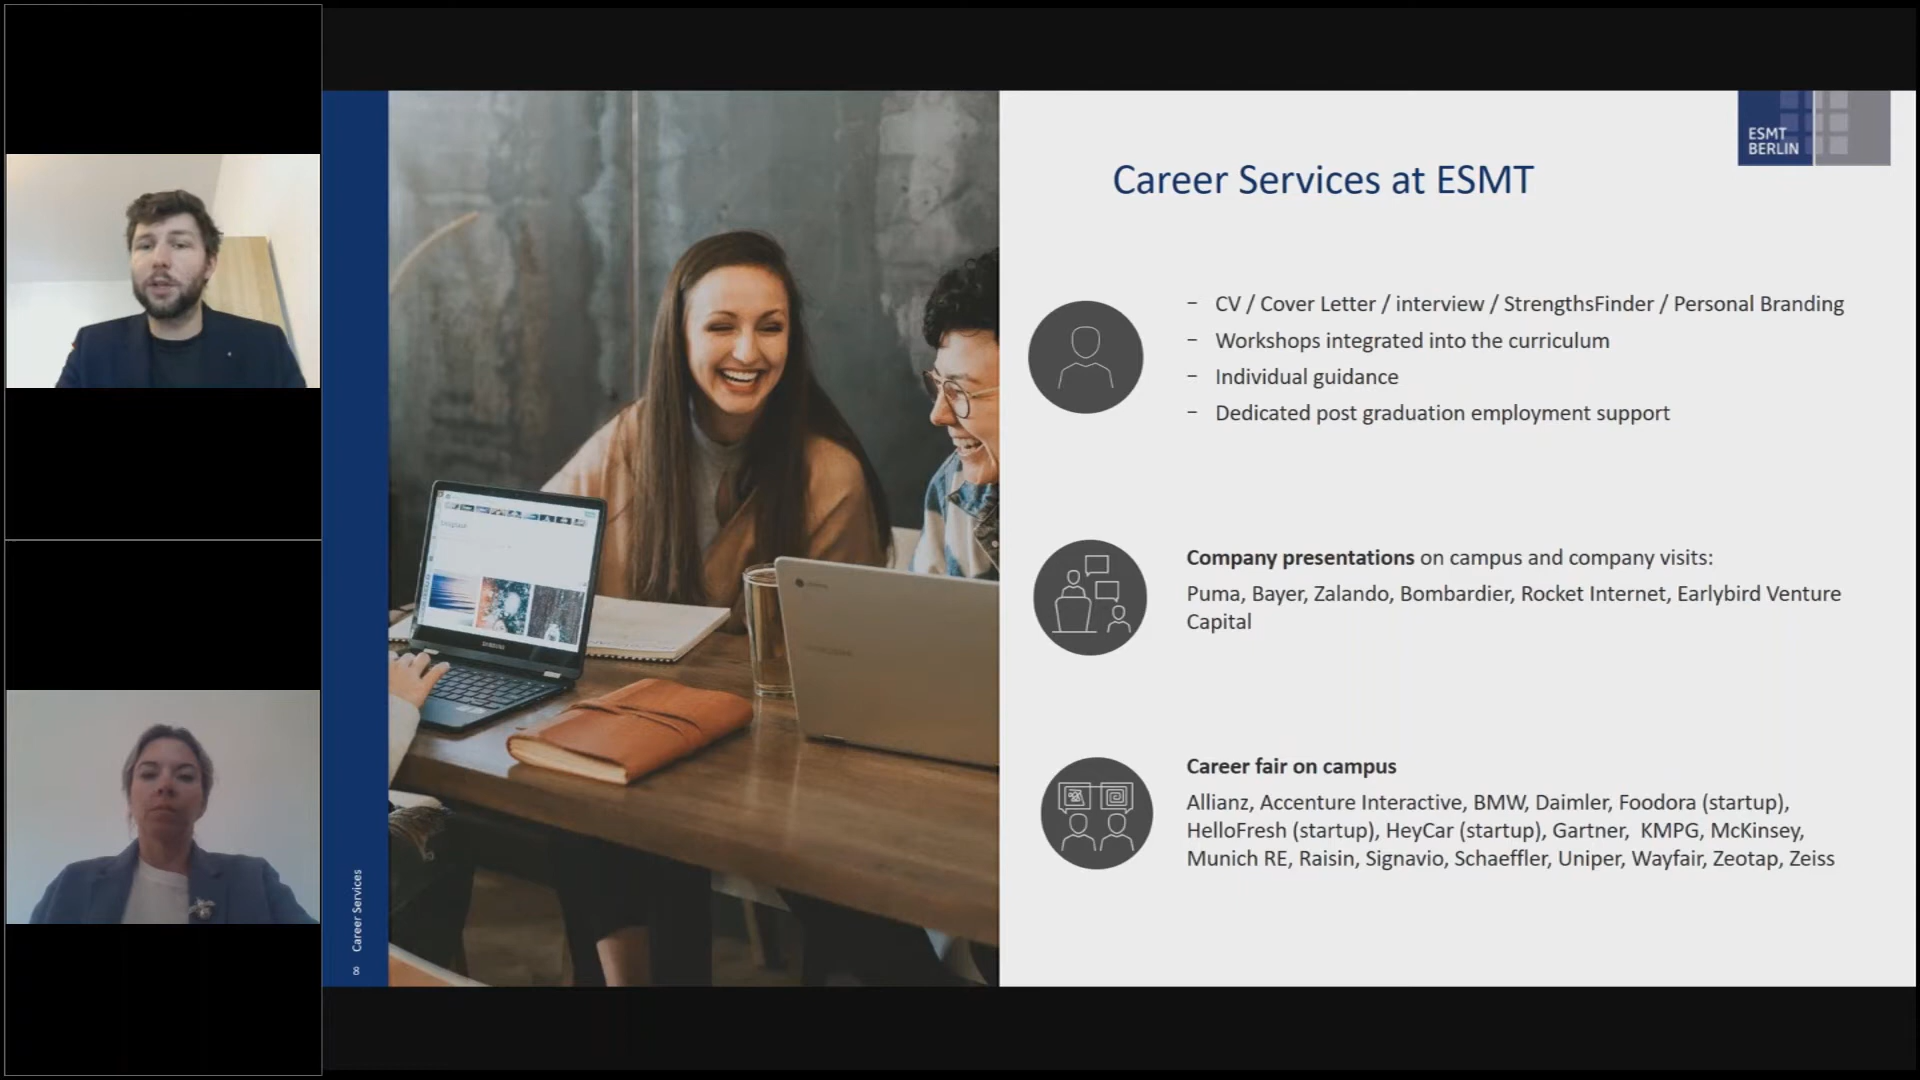 ESMT
BERLIN
Career Services at ESMT
– CV / Cover Letter / interview / StrengthsFinder / Personal Branding
– Workshops integrated into the curriculum
– Individual guidance
– Dedicated post graduation employment support
Company presentations on campus and company visits:
Puma, Bayer, Zalando, Bombardier, Rocket Internet, Earlybird Venture
Capital
Career fair on campus
Allianz, Accenture Interactive, BMW, Daimler, Foodora (startup),
HelloFresh (startup), HeyCar (startup), Gartner, KMPG, McKinsey,
Munich RE, Raisin, Signavio, Schaeffler, Uniper, Wayfair, Zeotap, Zeiss
8 Career Services
SAMSUNG